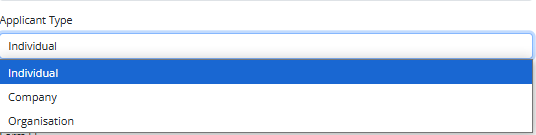 Applicant Type
Individual
Individual
Company
Organisation